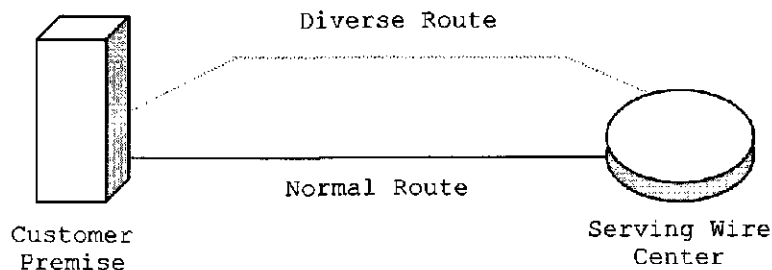 Diverse Route
Normal Route
Customer
Premise
Serving Wire
Center